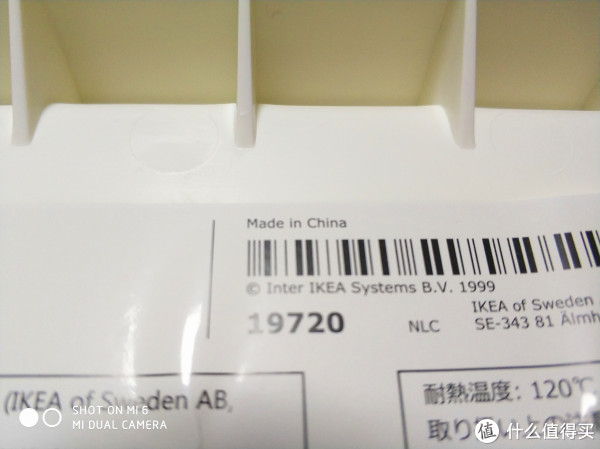 Made in China
© Inter IKEA Systems B.V. 1999
19720
NLC
IKEA of Sweden
SE-343 81 Älmh
(IKEA of Sweden AB,
耐熱温度: 120℃
取り
SHOT ON MI 6
MI DUAL CAMERA
值 什么值得买